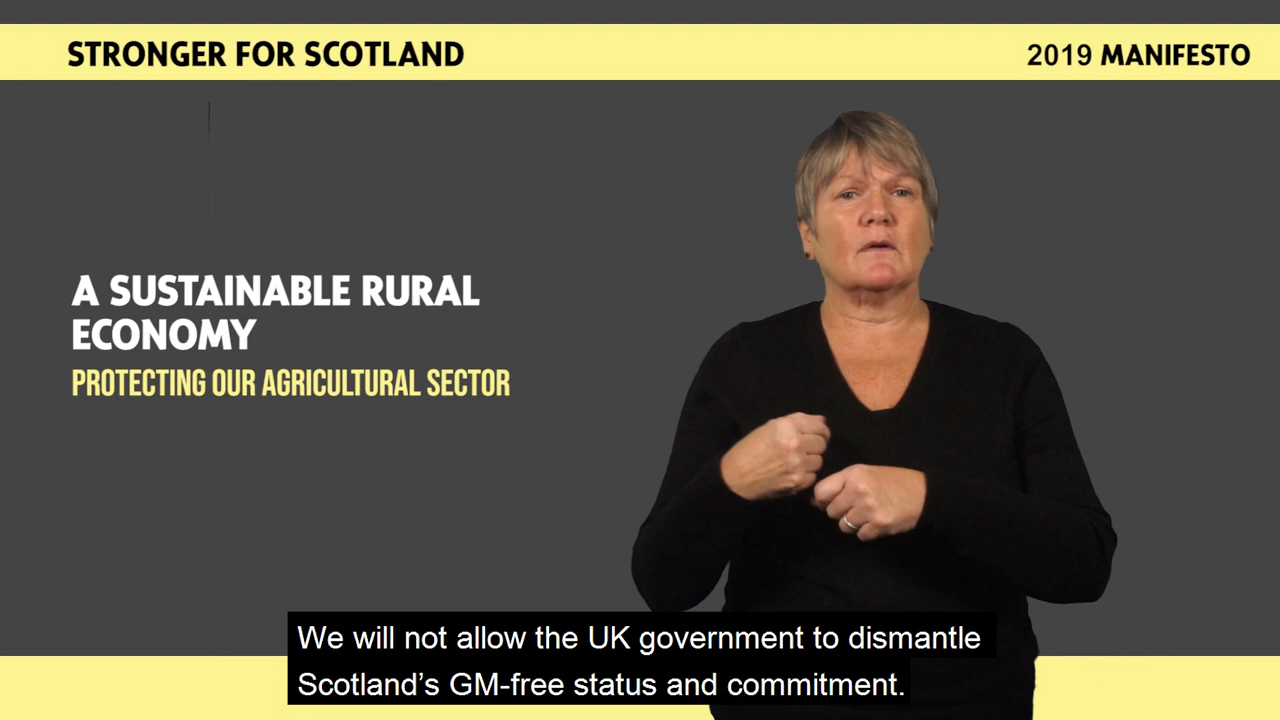 STRONGER FOR SCOTLAND
2019 MANIFESTO
A SUSTAINABLE RURAL
ECONOMY
PROTECTING OUR AGRICULTURAL SECTOR
We will not allow the UK government to dismantle
Scotland’s GM-free status and commitment.